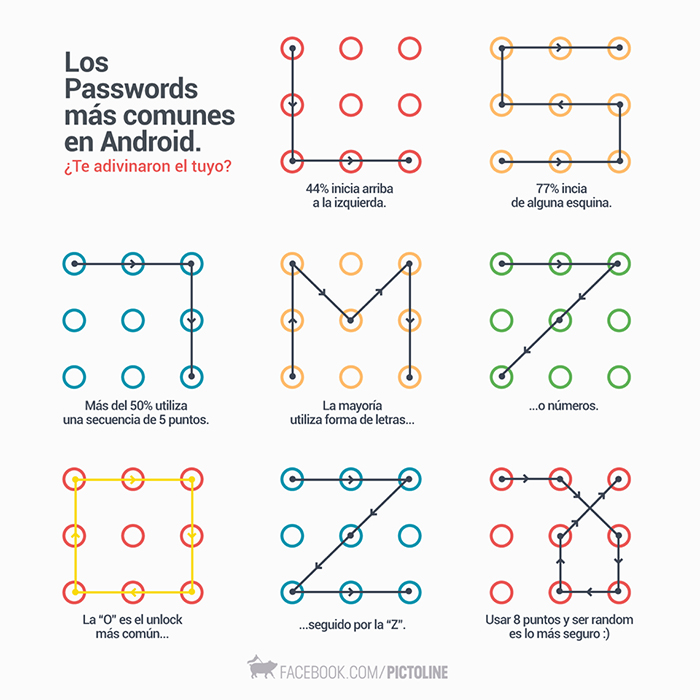 Los
Passwords
más comunes
en Android.
¿Te adivinaron el tuyo?
44% inicia arriba
a la izquierda.
77% incia
de alguna esquina.
Más del 50% utiliza
una secuencia de 5 puntos.
La mayoría
utiliza forma de letras...
...o números.
La “O” es el unlock
más común...
...seguido por la “Z”.
Usar 8 puntos y ser random
es lo más seguro :)
FACEBOOK.COM/PICTOLINE